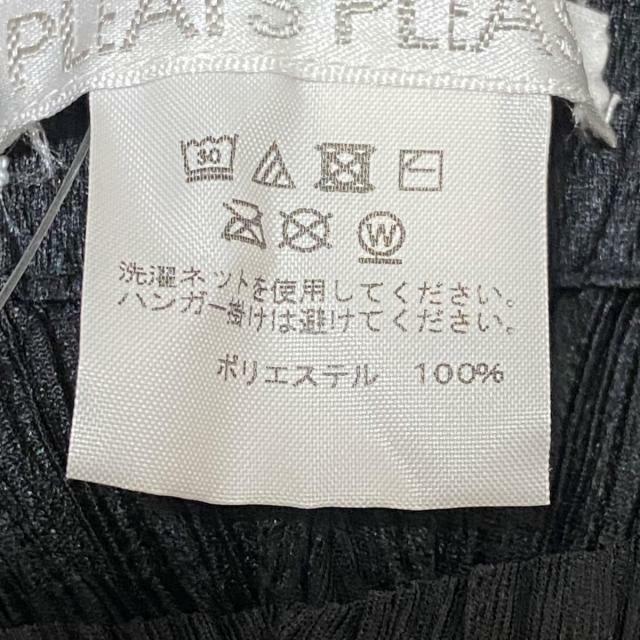 PLEATS PLEA
30
W
洗濯ネットを使用してください。
ハンガー掛けは避けてください。
ポリエステル 100%